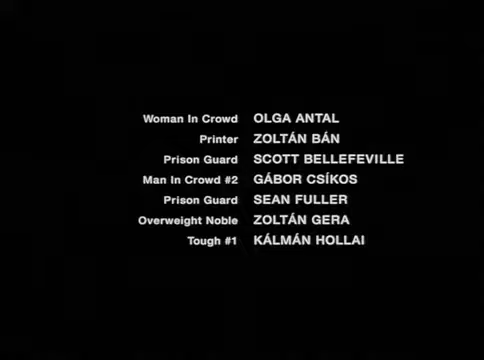 Woman In Crowd OLGA ANTAL
Printer ZOLTÁN BÁN
Prison Guard SCOTT BELLEFEVILLE
Man In Crowd #2 GÁBOR CSÍKOS
Prison Guard SEAN FULLER
Overweight Noble ZOLTÁN GERA
Tough #1 KÁLMÁN HOLLAI